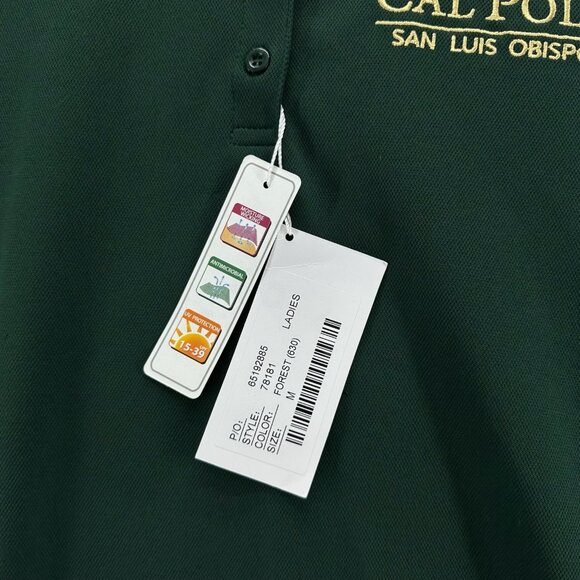 CAL POL
SAN LUIS OBISPO
MOISTURE
WICKING
ANTIMICROBIAL
UV PROTECTION
15-39
UPF
P/O: 65192885
STYLE: 78181
COLOR: FOREST (630) LADIES
SIZE: M